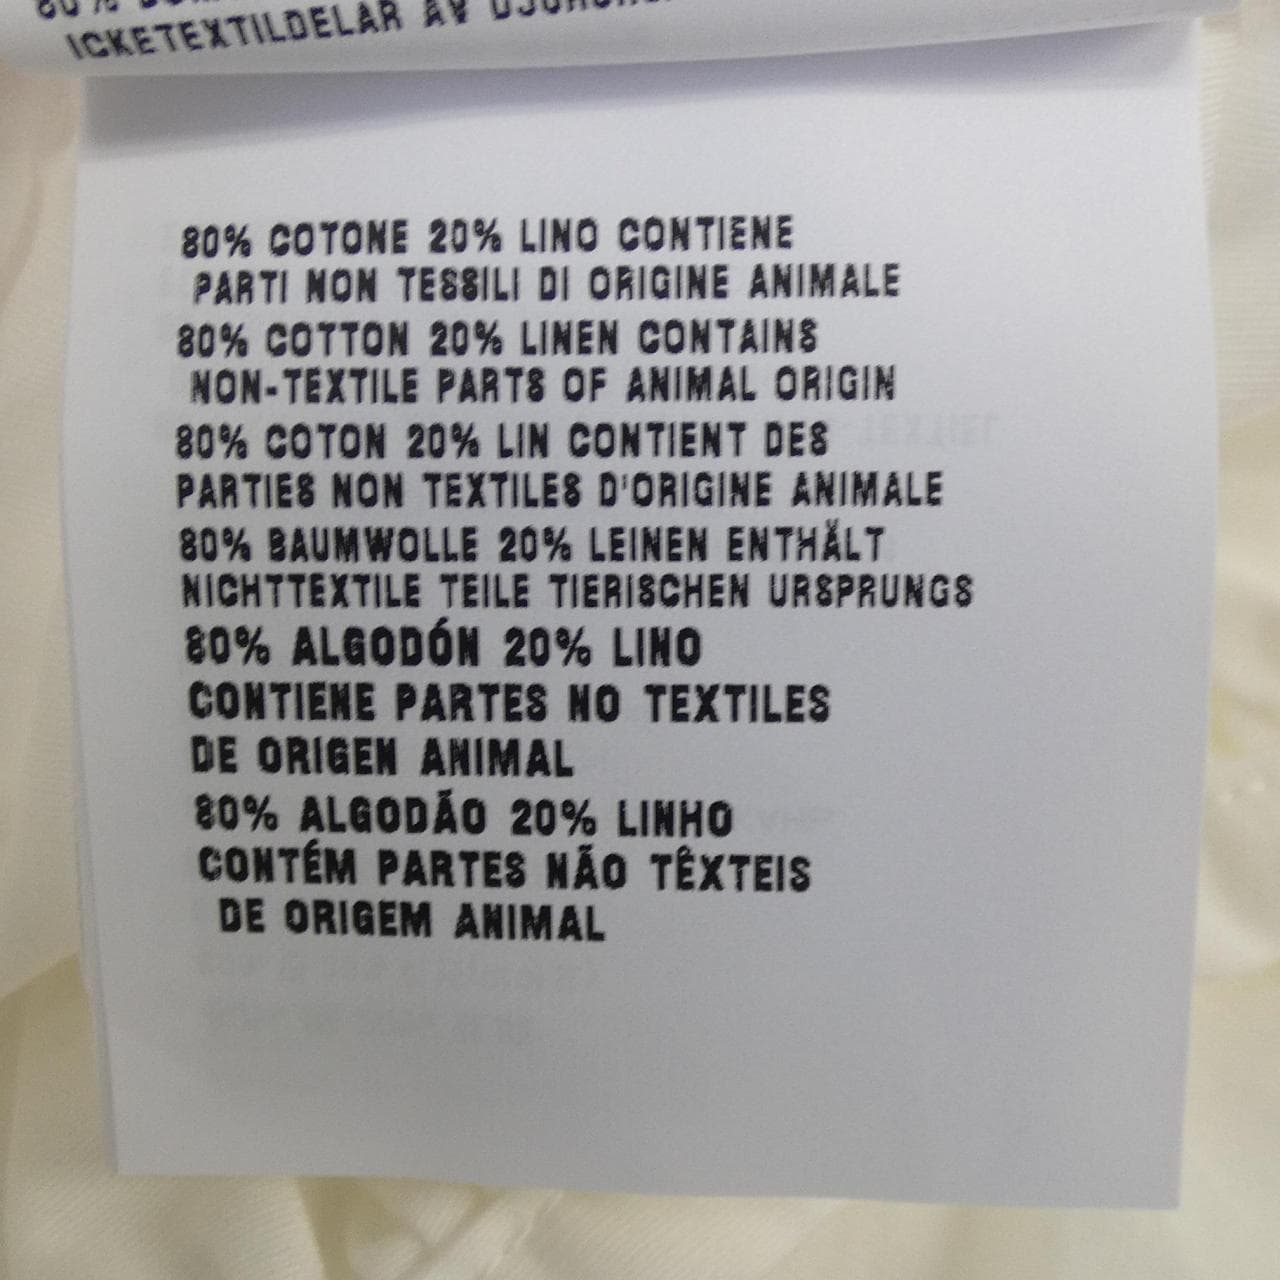 80%
ICKETEXTILDELAR AV
80% COTONE 20% LINO CONTIENE
PARTI NON TESSILI DI ORIGINE ANIMALE
80% COTTON 20% LINEN CONTAINS
NON-TEXTILE PARTS OF ANIMAL ORIGIN
80% COTON 20% LIN CONTIENT DES
PARTIES NON TEXTILES D'ORIGINE ANIMALE
80% BAUMWOLLE 20% LEINEN ENTHÄLT
NICHTTEXTILE TEILE TIERISCHEN URSPRUNGS
80% ALGODÓN 20% LINO
CONTIENE PARTES NO TEXTILES
DE ORIGEN ANIMAL
80% ALGODÃO 20% LINHO
CONTÉM PARTES NÃO TÊXTEIS
DE ORIGEM ANIMAL